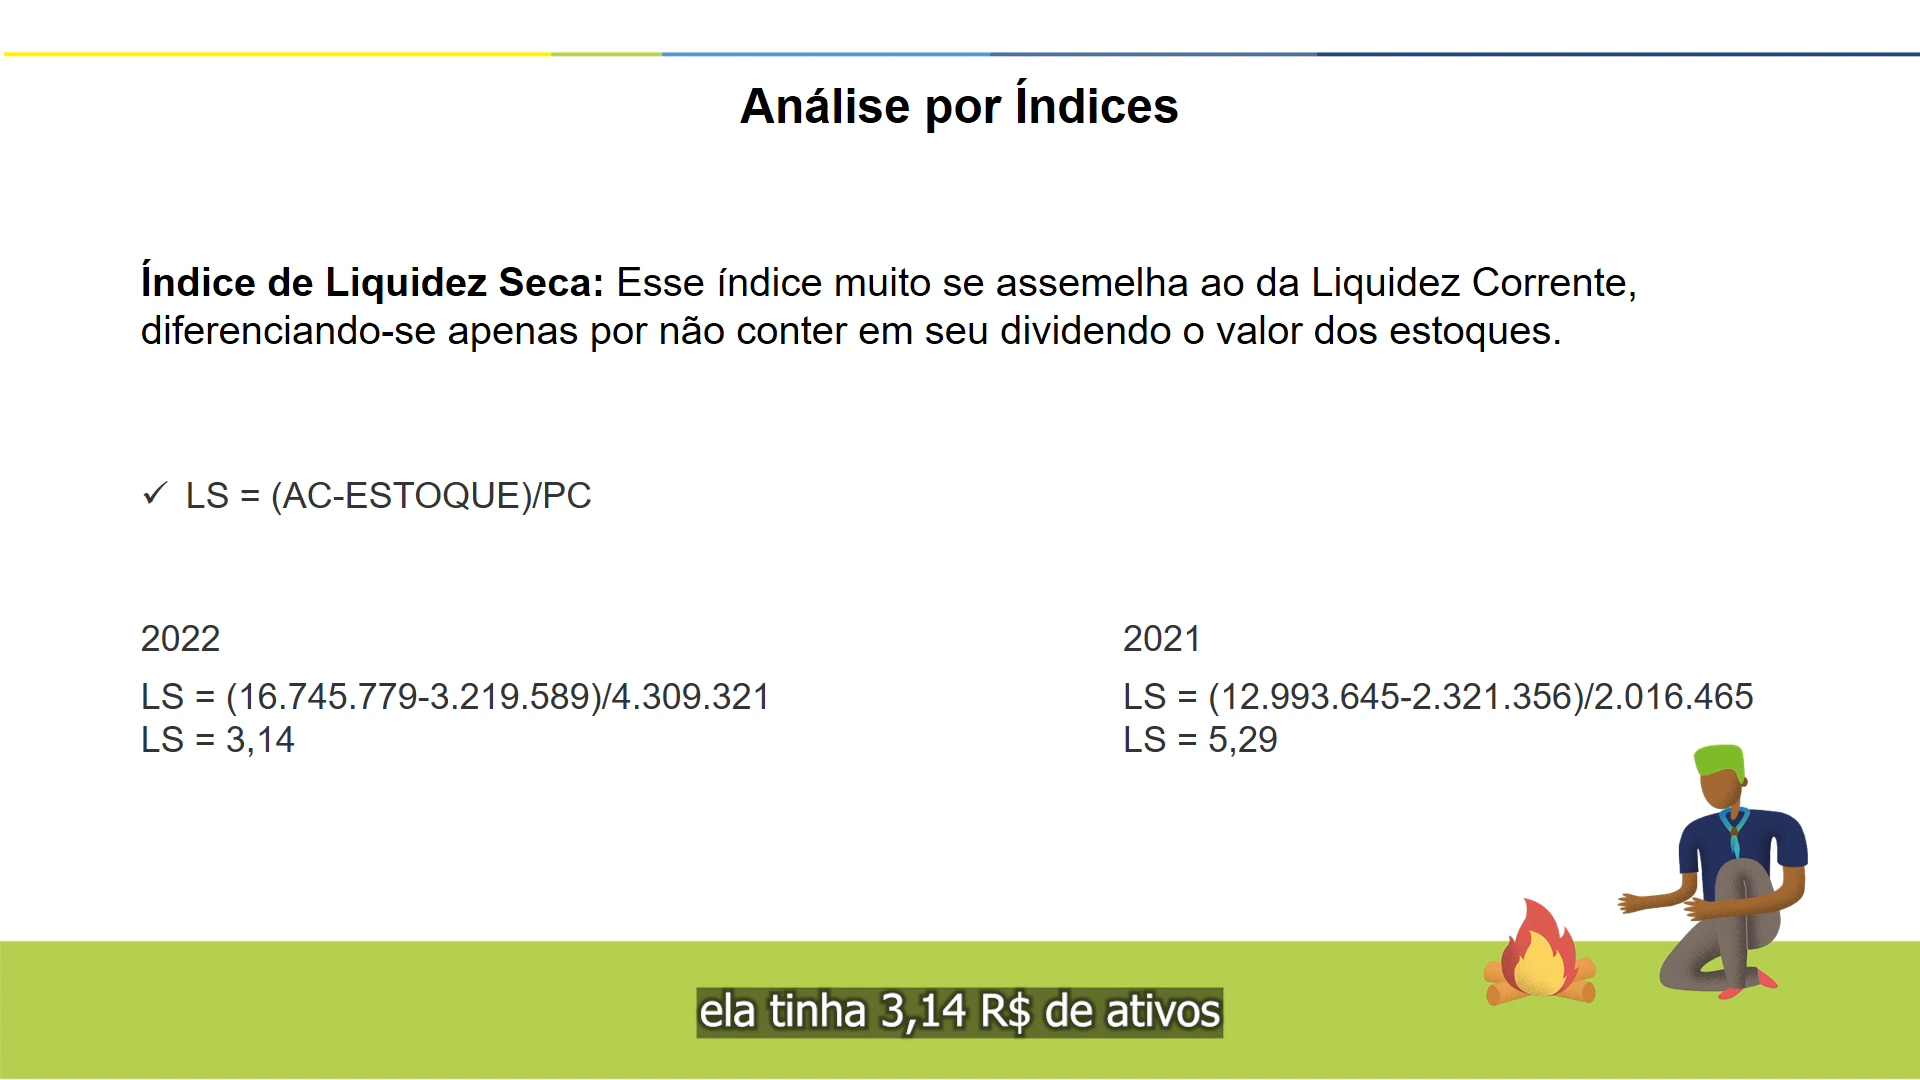 Análise por Índices
Índice de Liquidez Seca: Esse índice muito se assemelha ao da Liquidez Corrente,
diferenciando-se apenas por não conter em seu dividendo o valor dos estoques.
✓ LS = (AC-ESTOQUE)/PC
2022
LS = (16.745.779-3.219.589)/4.309.321
LS = 3,14
2021
LS = (12.993.645-2.321.356)/2.016.465
LS = 5,29
ela tinha 3,14 R$ de ativos